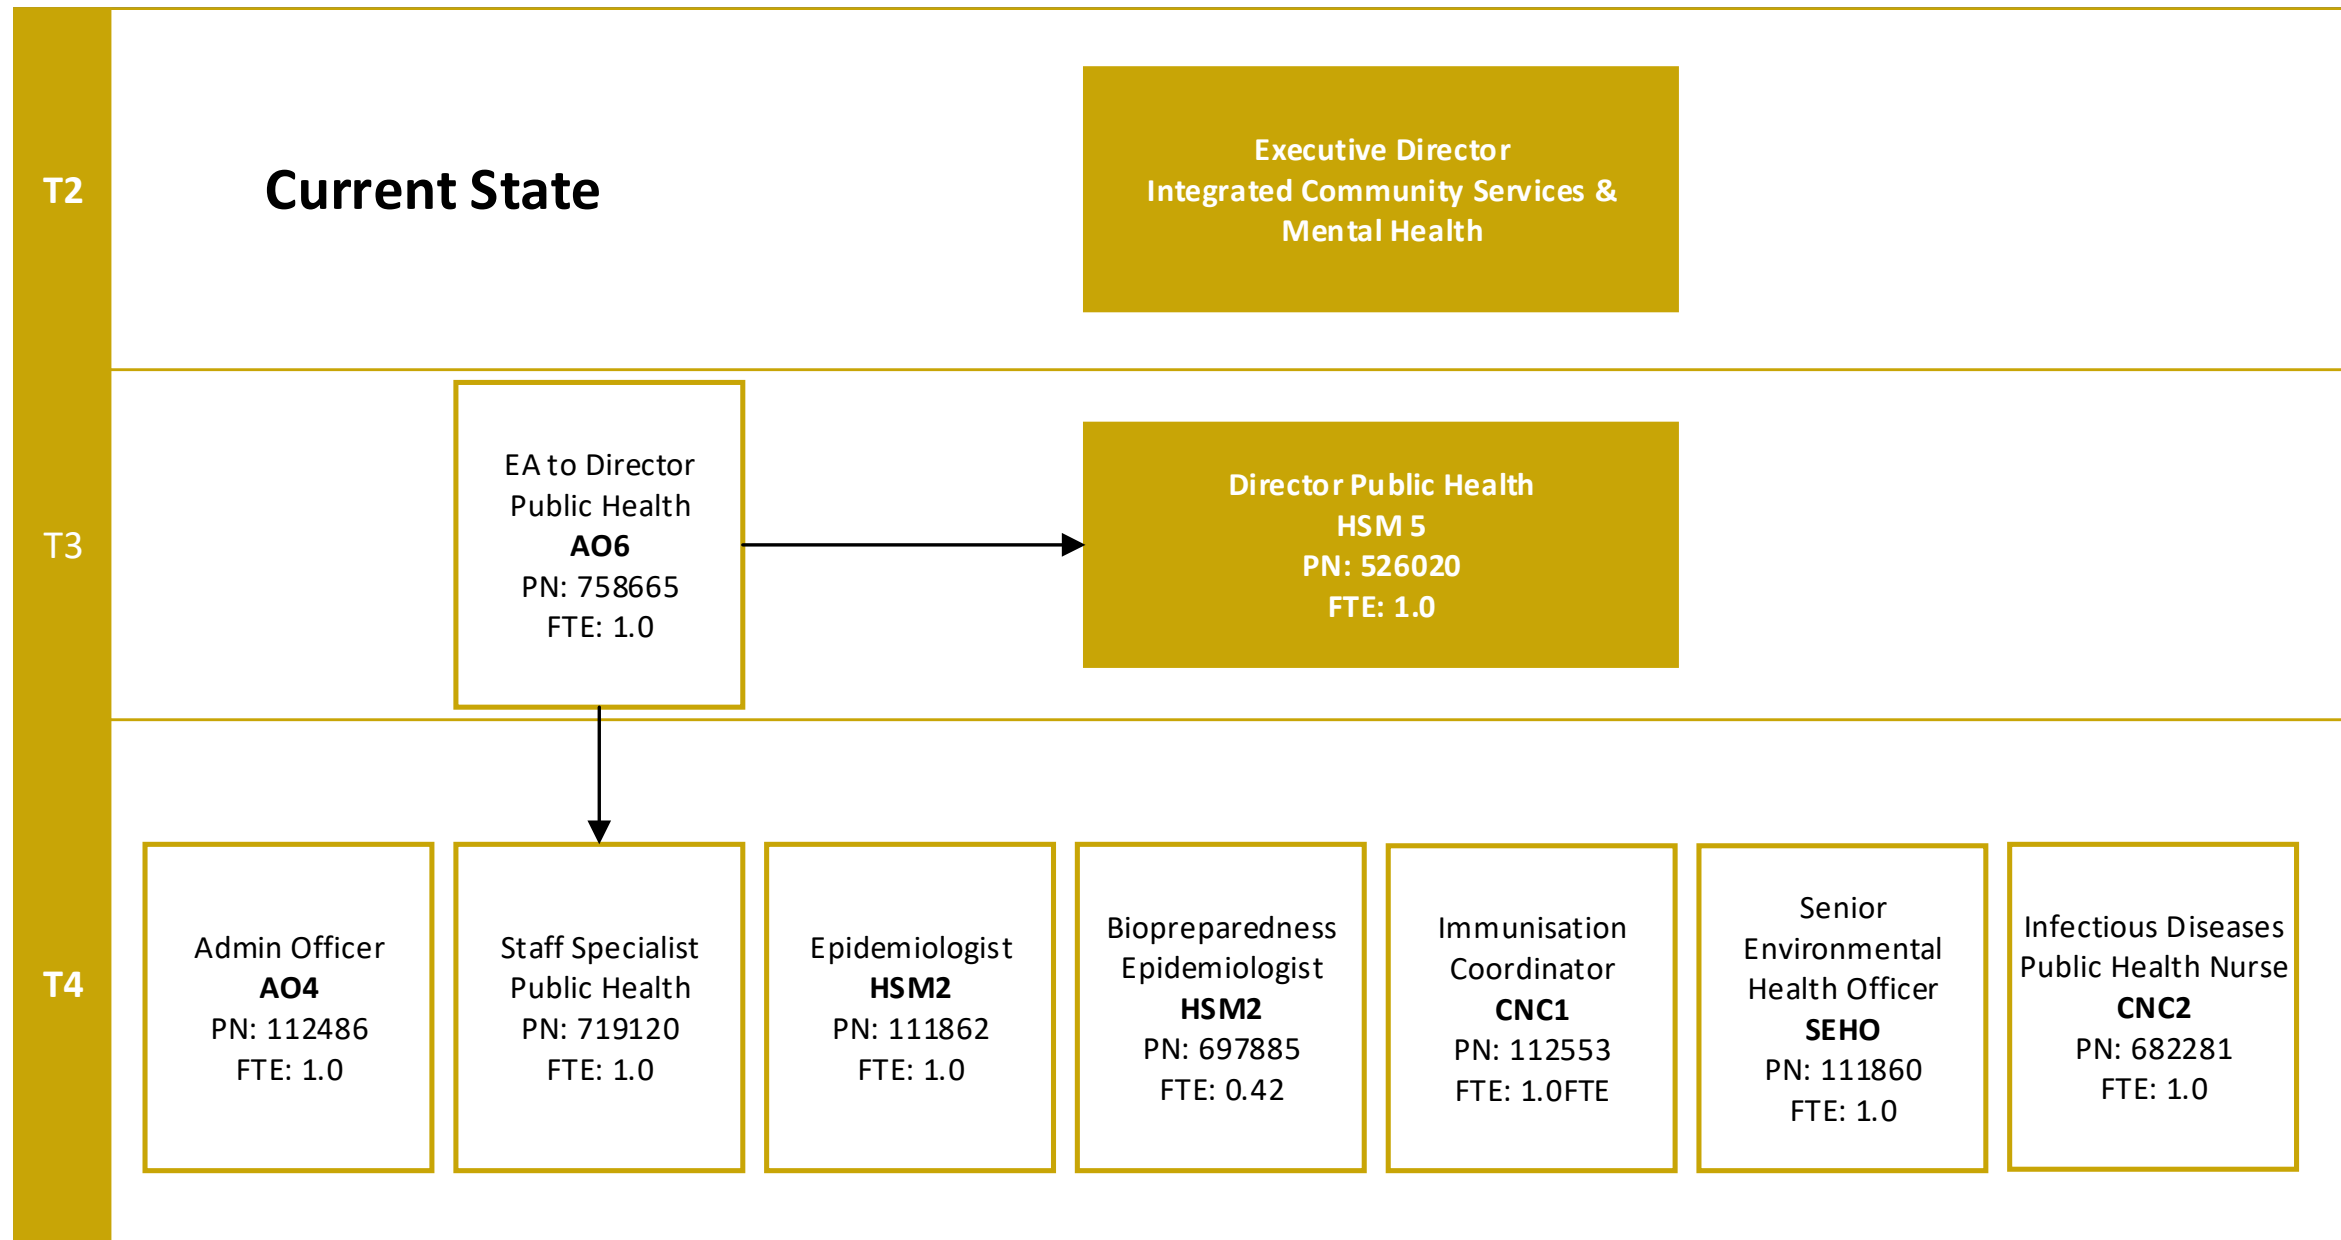 T2
Current State
Executive Director
Integrated Community Services &
Mental Health
T3
EA to Director
Public Health
AO6
PN: 758665
FTE: 1.0
Director Public Health
HSM 5
PN: 526020
FTE: 1.0
T4
Admin Officer
AO4
PN: 112486
FTE: 1.0
Staff Specialist
Public Health
PN: 719120
FTE: 1.0
Epidemiologist
HSM2
PN: 111862
FTE: 1.0
Biopreparedness
Epidemiologist
HSM2
PN: 697885
FTE: 0.42
Immunisation
Coordinator
CNC1
PN: 112553
FTE: 1.0FTE
Senior
Environmental
Health Officer
SEHO
PN: 111860
FTE: 1.0
Infectious Diseases
Public Health Nurse
CNC2
PN: 682281
FTE: 1.0